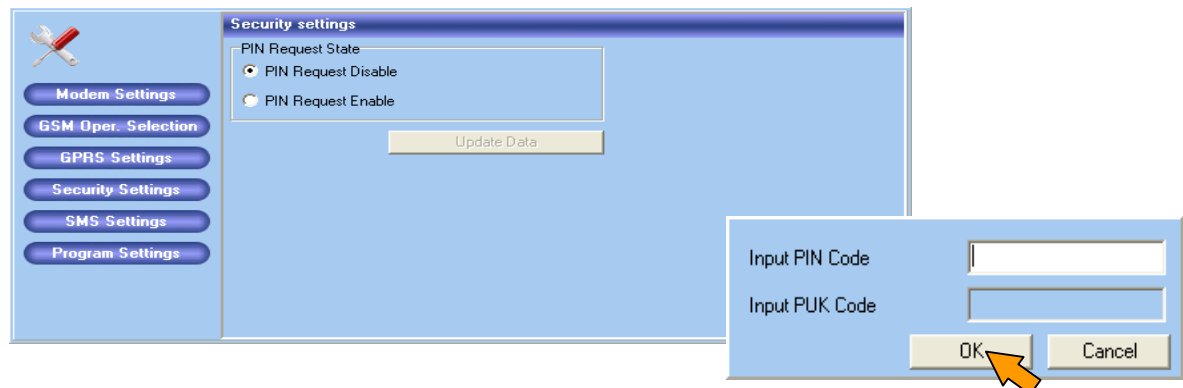 Security settings
PIN Request State
PIN Request Disable
PIN Request Enable
Update Data
Modem Settings
GSM Oper. Selection
GPRS Settings
Security Settings
SMS Settings
Program Settings
Input PIN Code
Input PUK Code
OK
Cancel